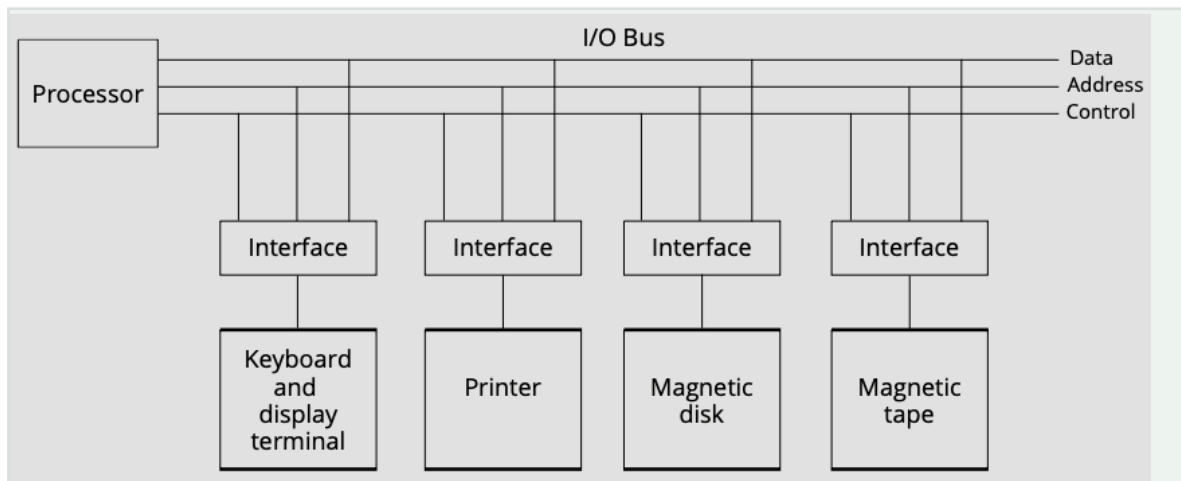 I/O Bus
Processor
Data
Address
Control
Interface
Interface
Interface
Interface
Keyboard
and
display
terminal
Printer
Magnetic
disk
Magnetic
tape